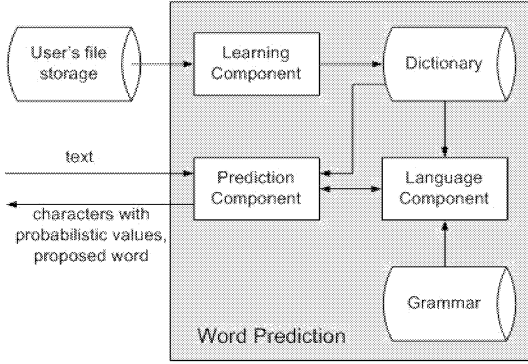 User's file
storage
Learning
Component
Dictionary
text
Prediction
Component
Language
Component
characters with
probabilistic values,
proposed word
Grammar
Word Prediction